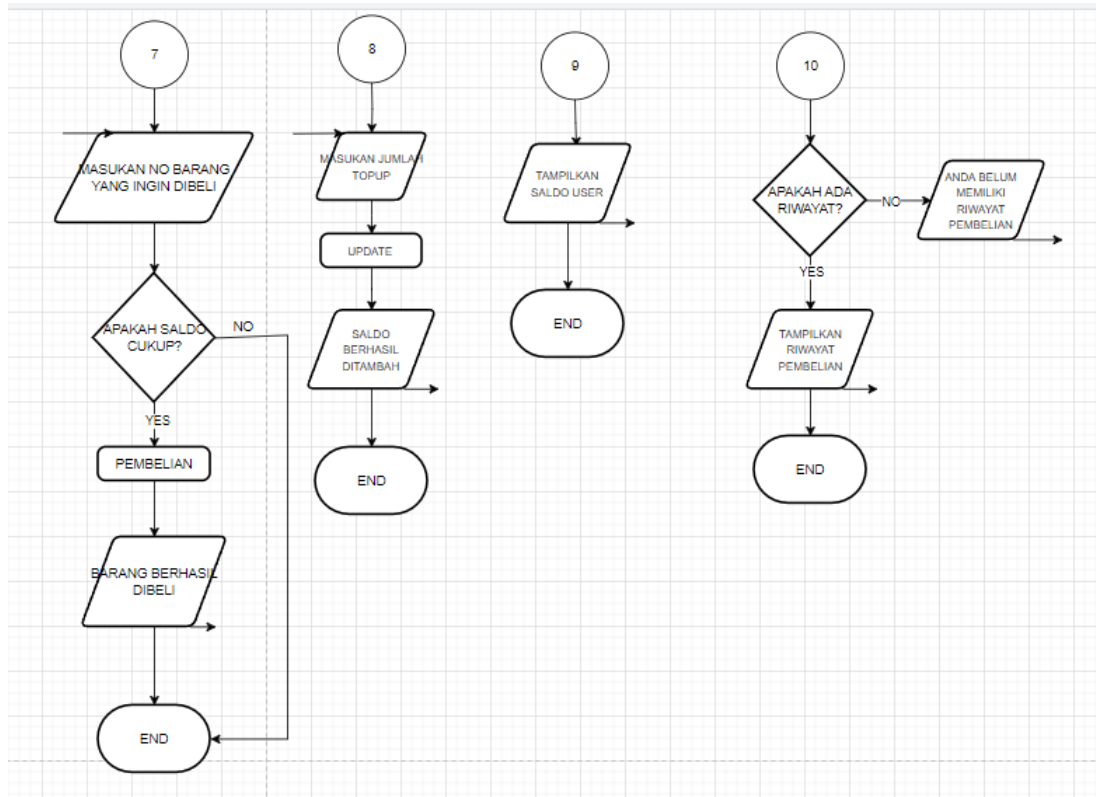 7
MASUKAN NO BARANG
YANG INGIN DIBELI
APAKAH SALDO
CUKUP?
NO
YES
PEMBELIAN
BARANG BERHASIL
DIBELI
END
8
MASUKAN JUMLAH
TOPUP
UPDATE
SALDO
BERHASIL
DITAMBAH
END
9
TAMPILKAN
SALDO USER
END
10
APAKAH ADA
RIWAYAT?
NO
ANDA BELUM
MEMILIKI
RIWAYAT
PEMBELIAN
YES
TAMPILKAN
RIWAYAT
PEMBELIAN
END